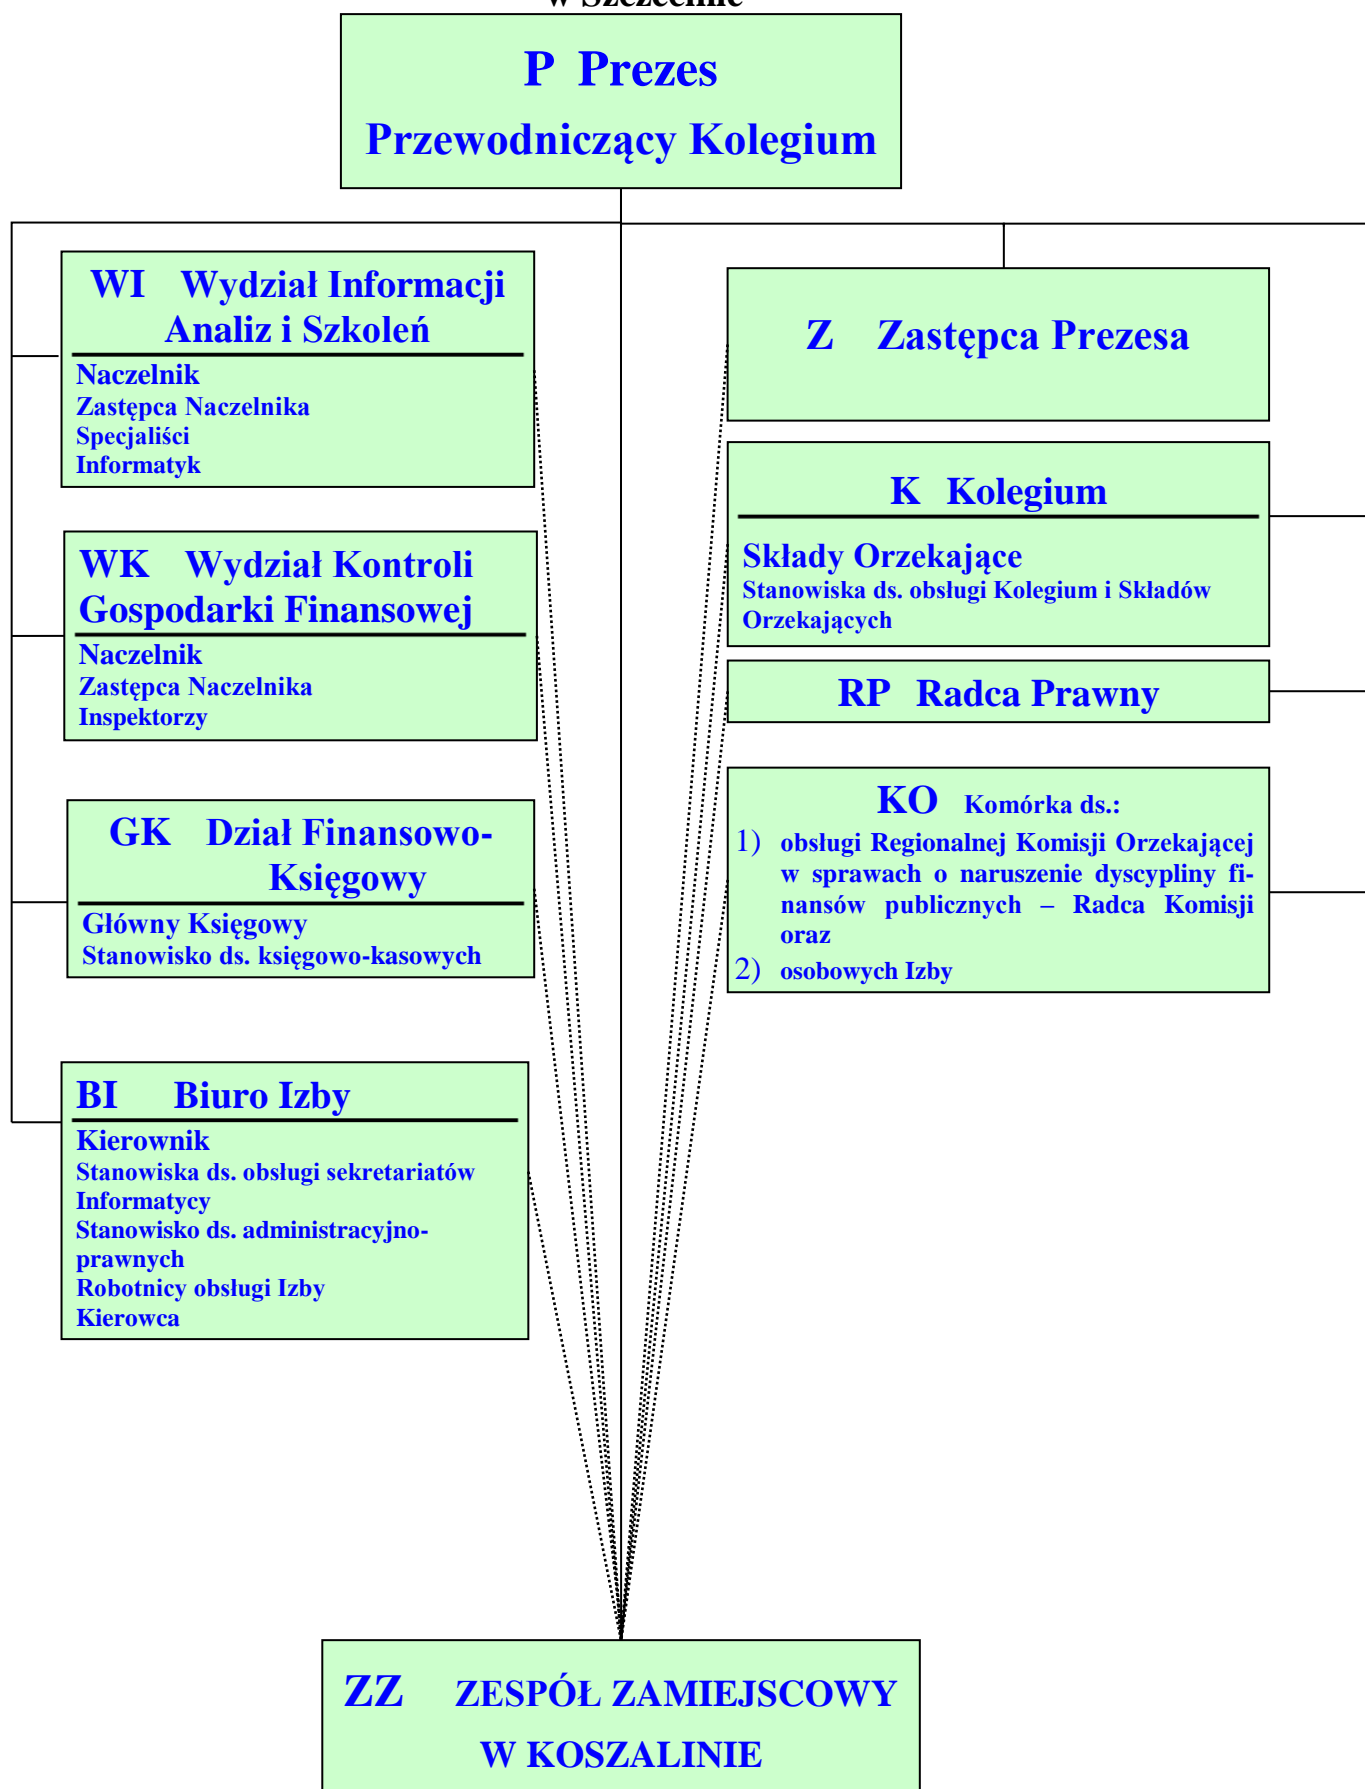 w Szczecinie
P Prezes
Przewodniczący Kolegium
WI Wydział Informacji
Analiz i Szkoleń
Naczelnik
Zastępca Naczelnika
Specjaliści
Informatyk
WK Wydział Kontroli
Gospodarki Finansowej
Naczelnik
Zastępca Naczelnika
Inspektorzy
GK Dział Finansowo-
Księgowy
Główny Księgowy
Stanowisko ds. księgowo-kasowych
BI Biuro Izby
Kierownik
Stanowiska ds. obsługi sekretariatów
Informatycy
Stanowisko ds. administracyjno-
prawnych
Robotnicy obsługi Izby
Kierowca
Z Zastępca Prezesa
K Kolegium
Składy Orzekające
Stanowiska ds. obsługi Kolegium i Składów
Orzekających
RP Radca Prawny
KO Komórka ds.:
1) obsługi Regionalnej Komisji Orzekającej
w sprawach o naruszenie dyscypliny fi-
nansów publicznych – Radca Komisji
oraz
2) osobowych Izby
ZZ ZESPÓŁ ZAMIEJSCOWY
W KOSZALINIE